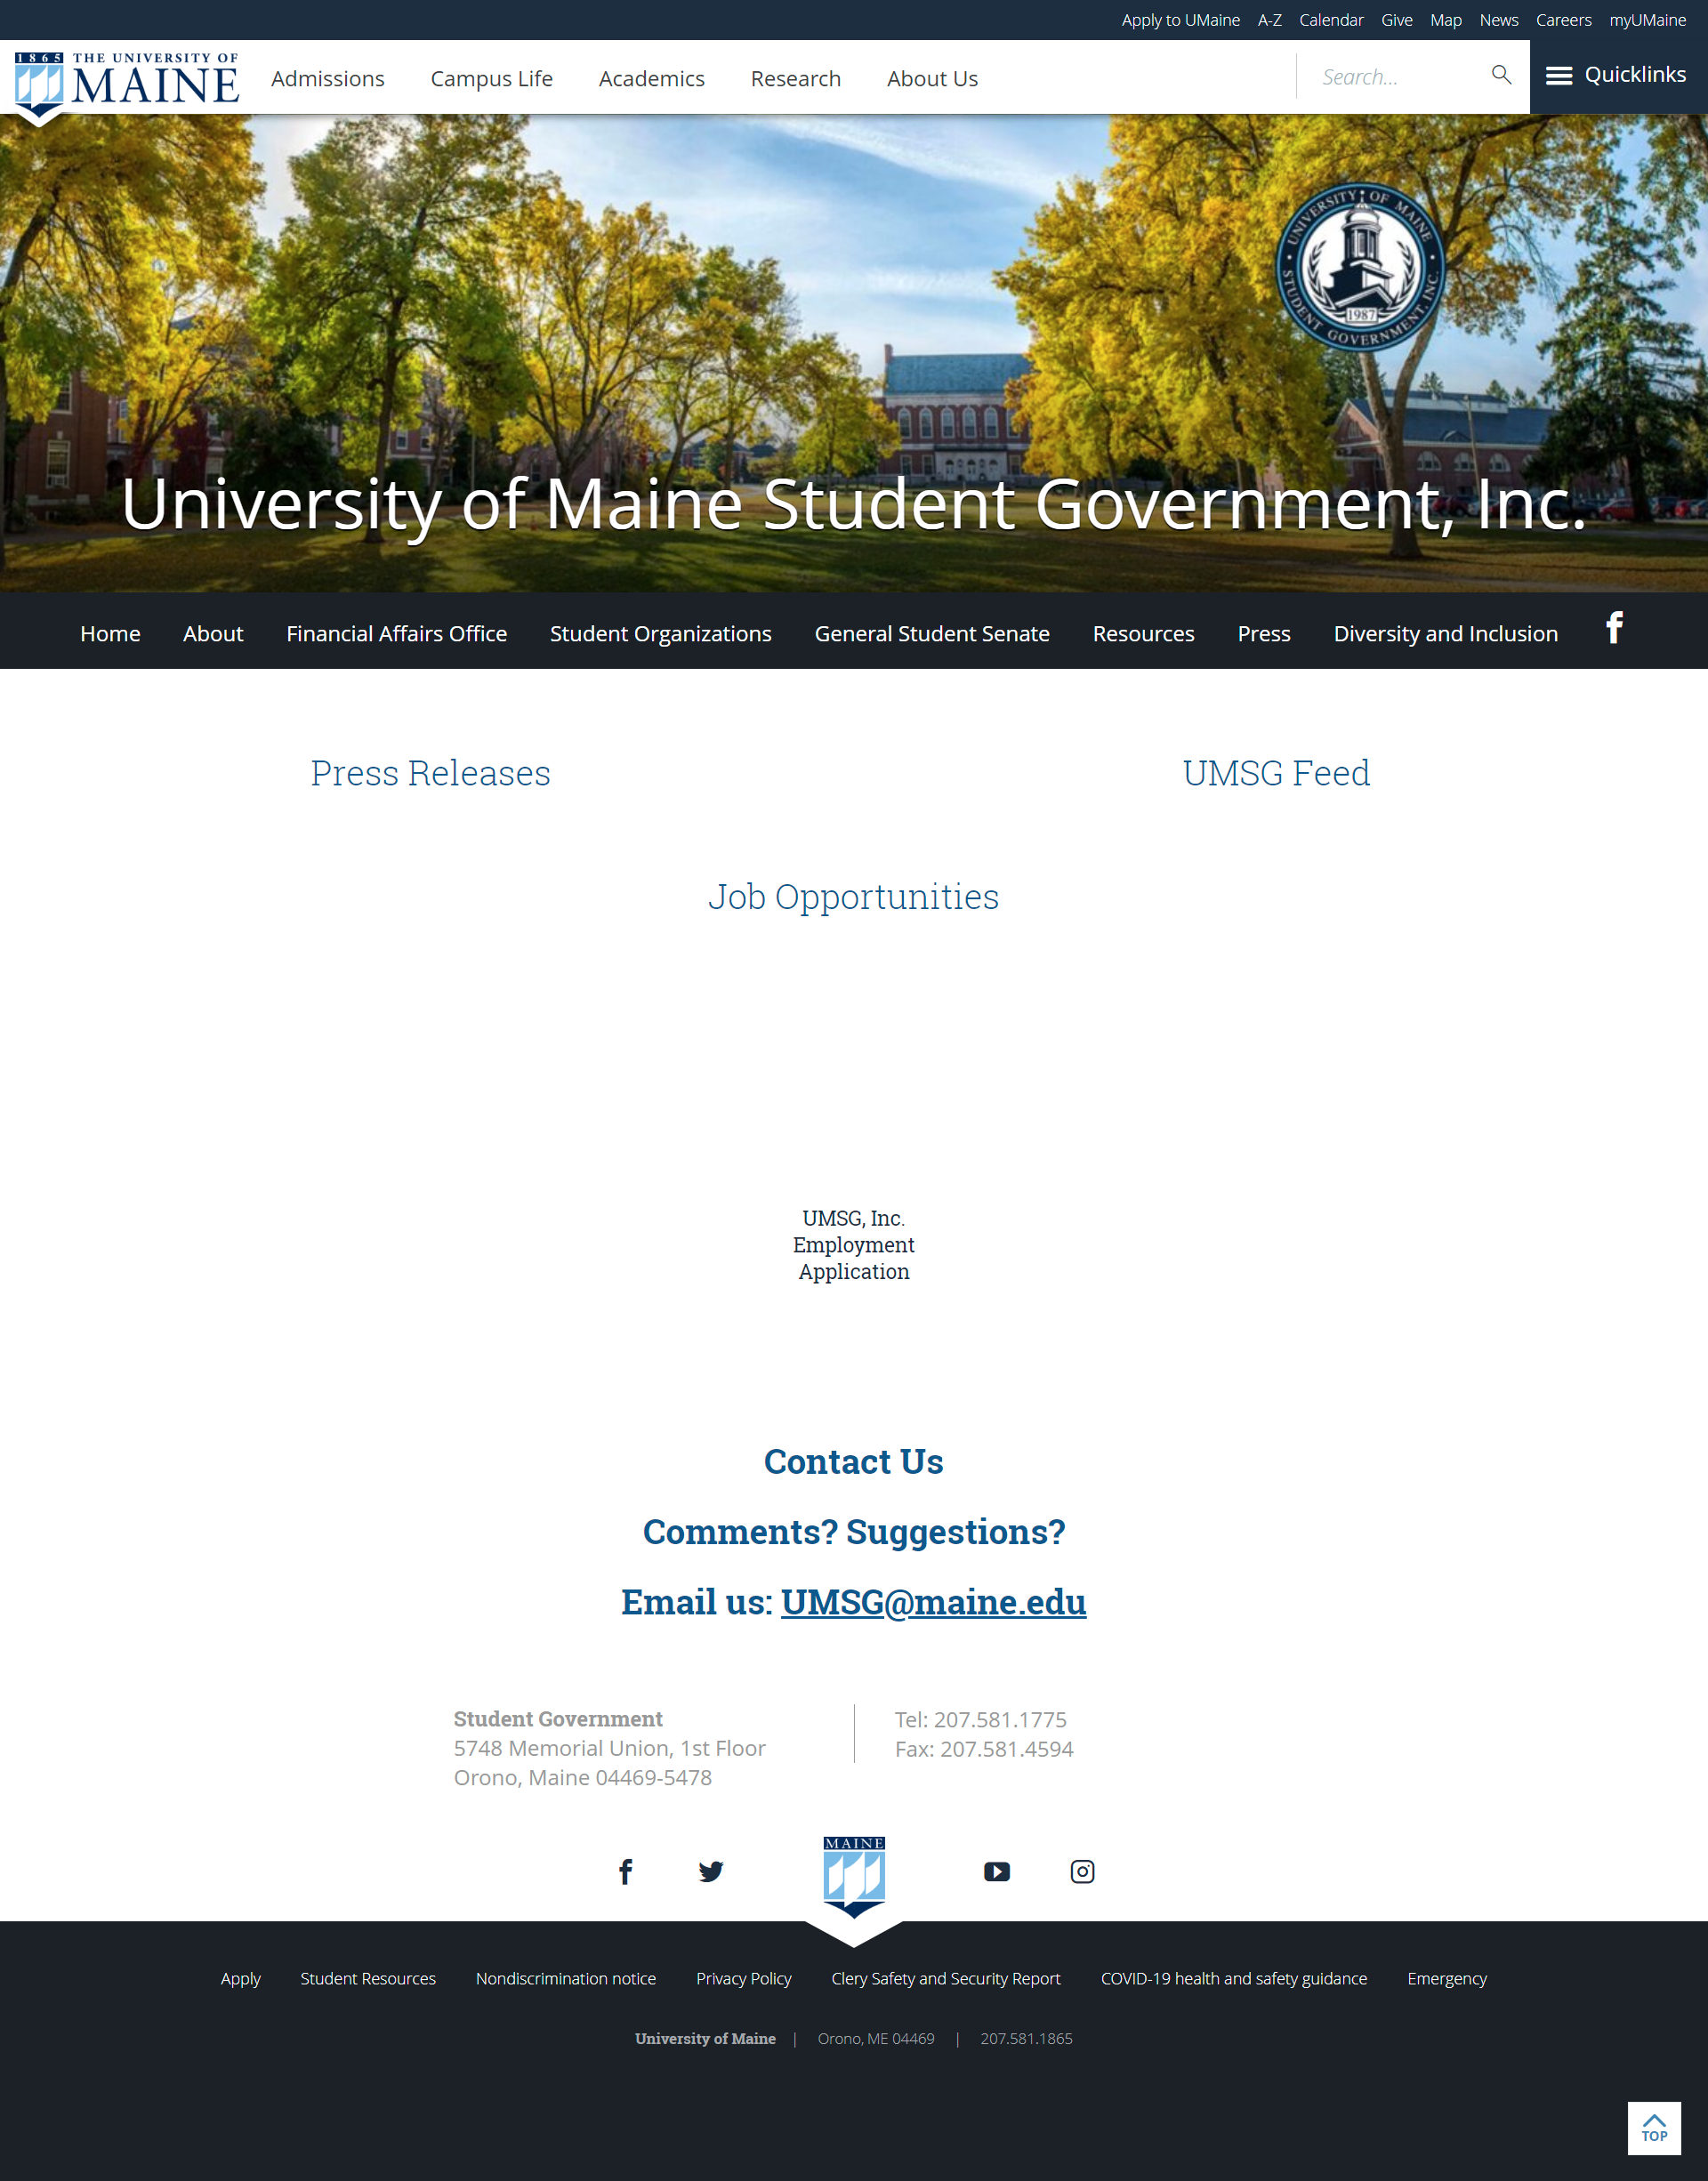 Apply to UMaine A-Z Calendar Give Map News Careers myUMaine
1865 THE UNIVERSITY OF
MAINE
Admissions Campus Life Academics Research About Us
Search...
Quicklinks
UNIVERSITY OF MAINE
STUDENT GOVERNMENT, INC.
1987
University of Maine Student Government, Inc.
Home About Financial Affairs Office Student Organizations General Student Senate Resources Press Diversity and Inclusion
Press Releases
UMSG Feed
Job Opportunities
UMSG, Inc.
Employment
Application
Contact Us
Comments? Suggestions?
Email us: UMSG@maine.edu
Student Government
5748 Memorial Union, 1st Floor
Orono, Maine 04469-5478
Tel: 207.581.1775
Fax: 207.581.4594
MAINE
Apply Student Resources Nondiscrimination notice Privacy Policy Clery Safety and Security Report COVID-19 health and safety guidance Emergency
University of Maine | Orono, ME 04469 | 207.581.1865
TOP